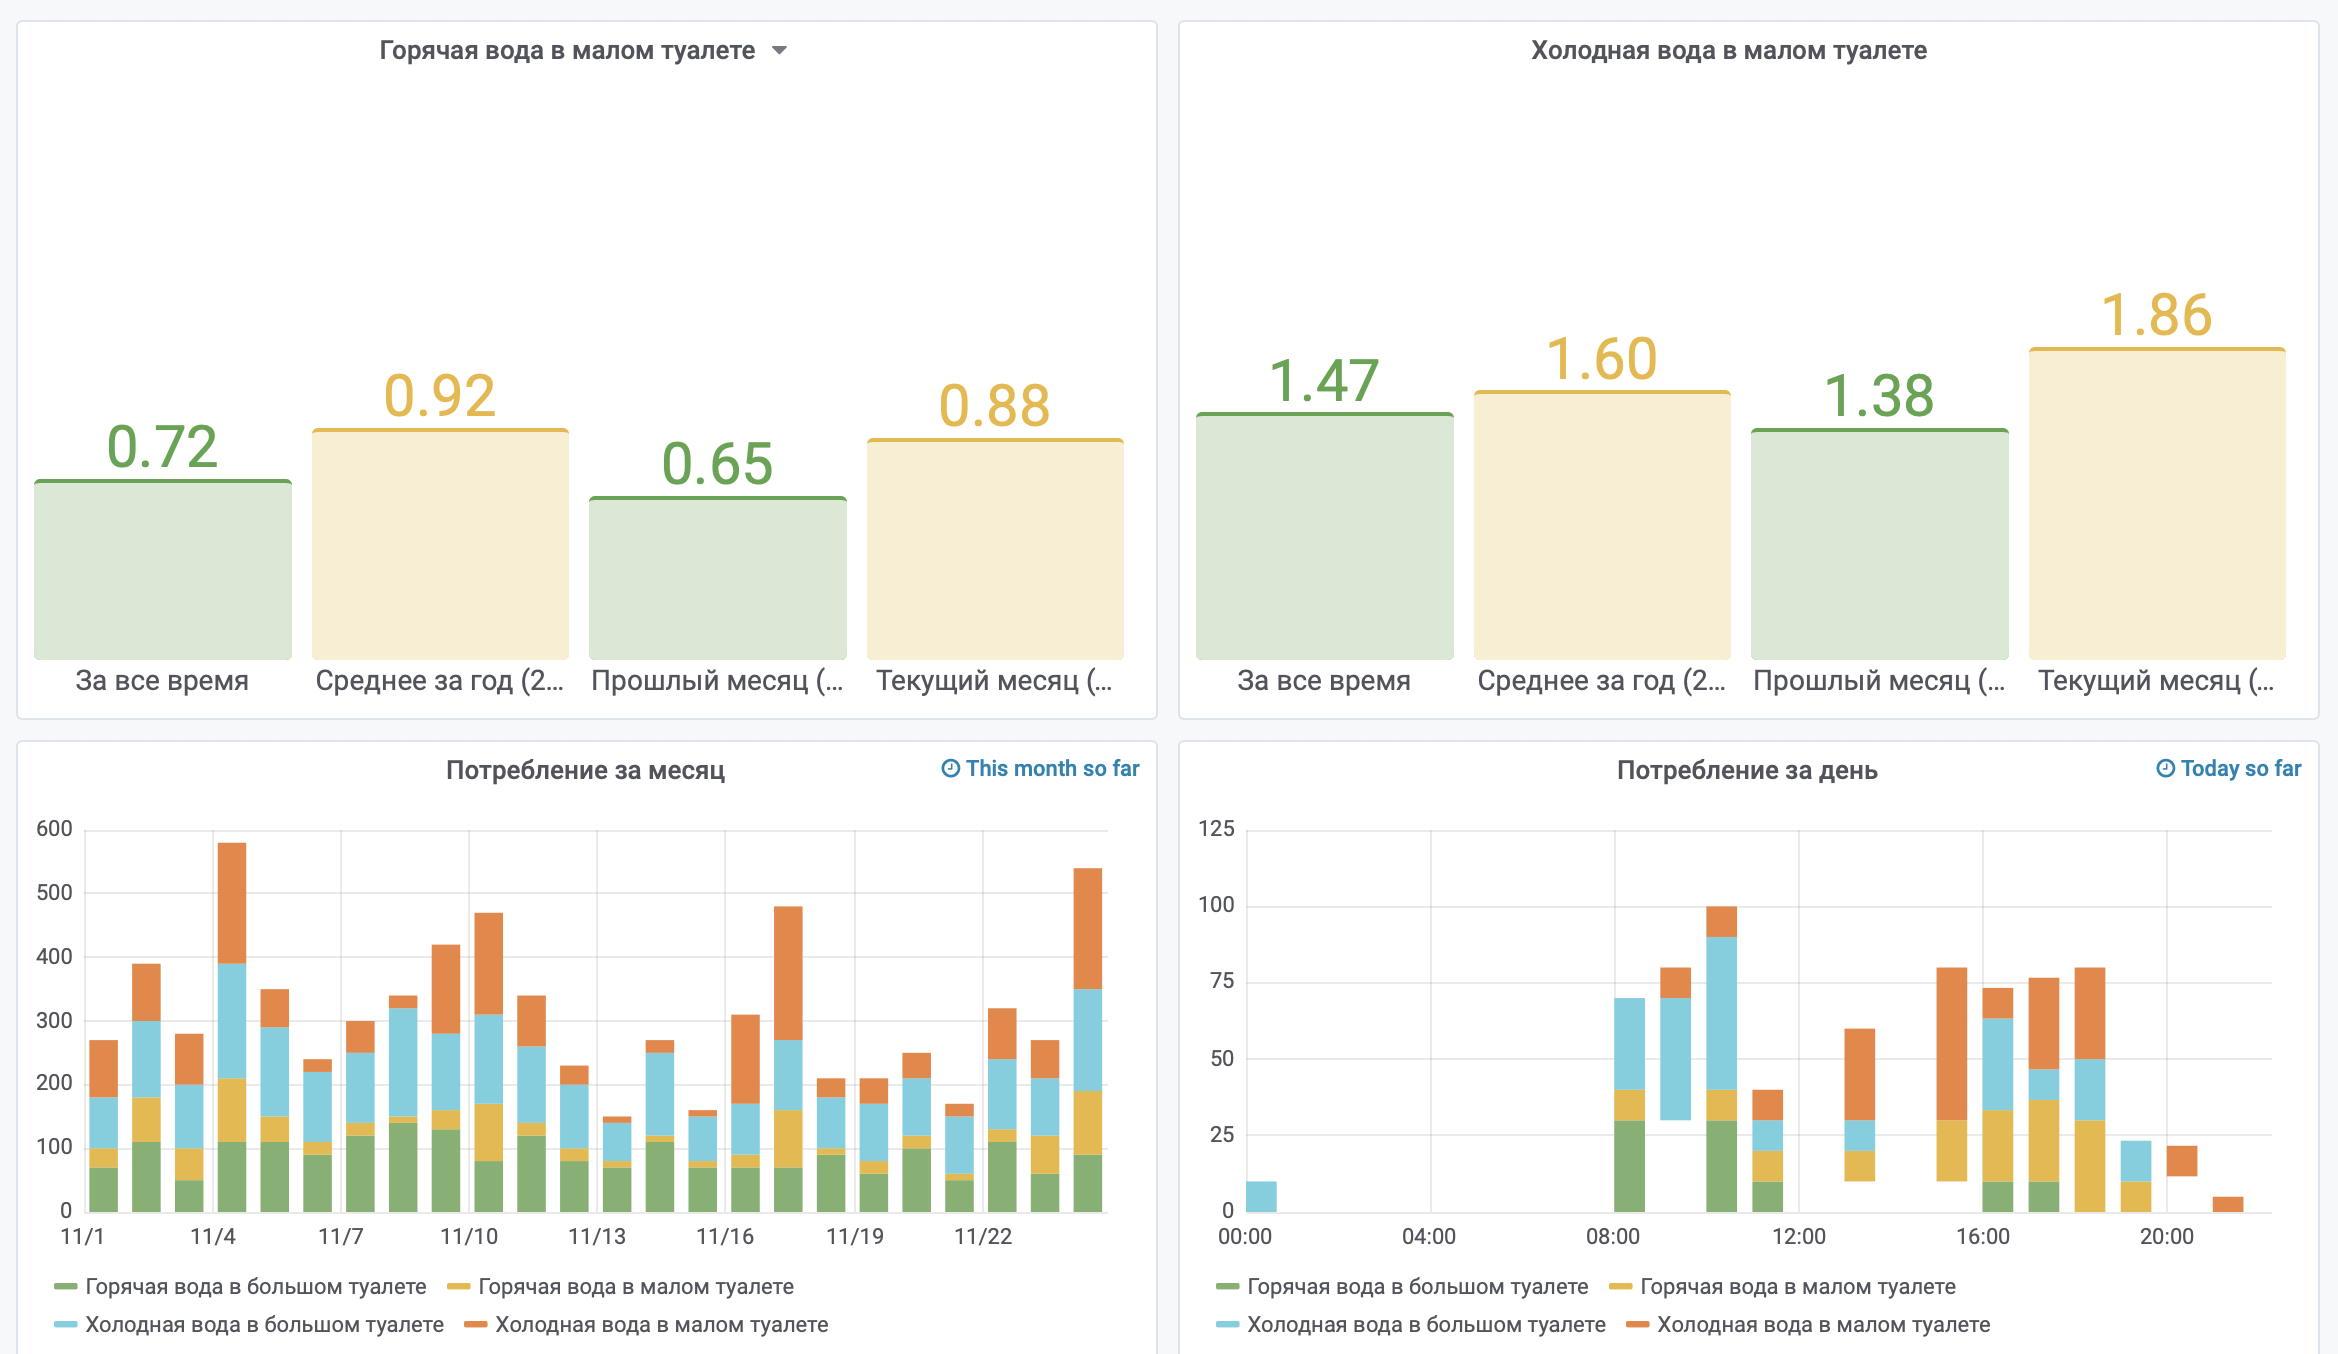 Горячая вода в малом туалете
0.72
0.92
0.65
0.88
За все время
Среднее за год (2...
Прошлый месяц (...
Текущий месяц (...
Холодная вода в малом туалете
1.47
1.60
1.38
1.86
За все время
Среднее за год (2...
Прошлый месяц (...
Текущий месяц (...
Потребление за месяц
This month so far
600
500
400
300
200
100
0
11/1 11/4 11/7 11/10 11/13 11/16 11/19 11/22
Горячая вода в большом туалете Горячая вода в малом туалете
Холодная вода в большом туалете Холодная вода в малом туалете
Потребление за день
Today so far
125
100
75
50
25
0
00:00 04:00 08:00 12:00 16:00 20:00
Горячая вода в большом туалете Горячая вода в малом туалете
Холодная вода в большом туалете Холодная вода в малом туалете